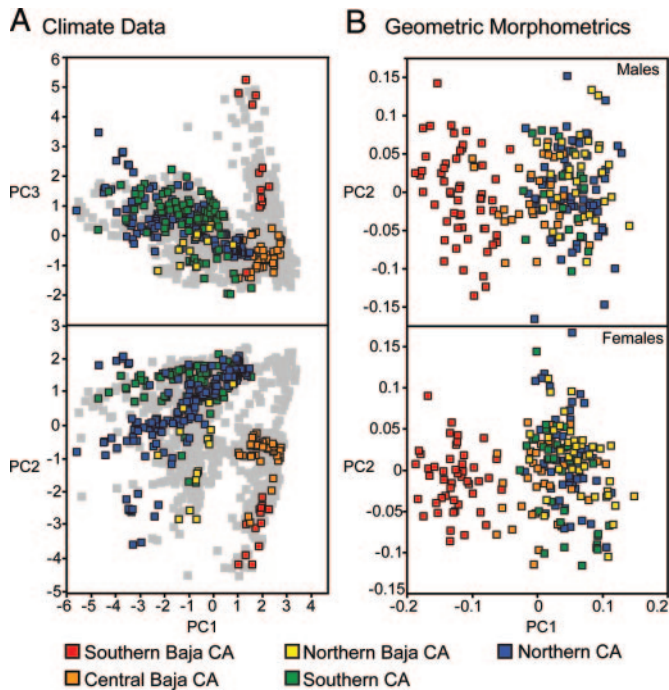 A Climate Data
B Geometric Morphometrics
6
5
4
3
2
1
0
-1
-2
PC3
3
2
1
0
-1
-2
-3
-4
-5
PC2
-6 -5 -4 -3 -2 -1 0 1 2 3 4
PC1
Males
0.15
0.1
0.05
0
-0.05
-0.1
-0.15
PC2
Females
0.15
0.1
0.05
0
-0.05
-0.1
-0.15
PC2
-0.2 -0.1 0 0.1 0.2
PC1
Southern Baja CA Northern Baja CA Northern CA
Central Baja CA Southern CA